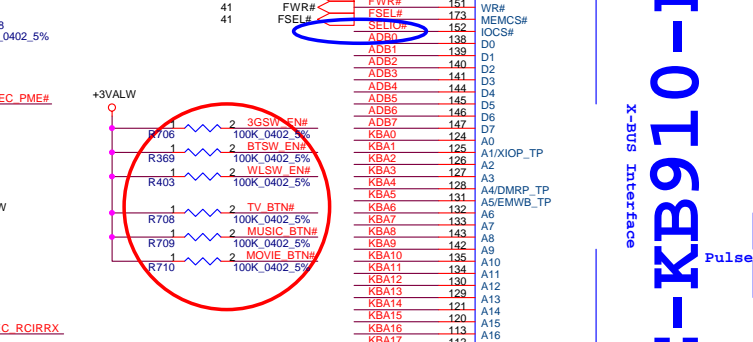 41 FWR# FWR# 151 WR#
41 FSEL# FSEL# 173 MEMCS#
SELIO# 152 IOCS#
ADB0 138 D0
ADB1 139 D1
ADB2 140 D2
ADB3 141 D3
ADB4 144 D4
ADB5 145 D5
ADB6 146 D6
ADB7 147 D7
KBA0 124 A0
KBA1 125 A1/XIOP_TP
KBA2 126 A2
KBA3 127 A3
KBA4 128 A4/DMRP_TP
KBA5 131 A5/EMWB_TP
KBA6 132 A6
KBA7 133 A7
KBA8 143 A8
KBA9 142 A9
KBA10 135 A10
KBA11 134 A11
KBA12 130 A12
KBA13 129 A13
KBA14 121 A14
KBA15 120 A15
KBA16 113 A16
KBA17
_0402_5%
EC_PME#
+3VALW
1 2 3GSW_EN#
R706 100K_0402_5%
1 2 BTSW_EN#
R369 100K_0402_5%
1 2 WLSW_EN#
R403 100K_0402_5%
1 2 TV_BTN#
R708 100K_0402_5%
1 2 MUSIC_BTN#
R709 100K_0402_5%
1 2 MOVIE_BTN#
R710 100K_0402_5%
C_RCIRRX
X-BUS Interface
-KB910-
Pulse